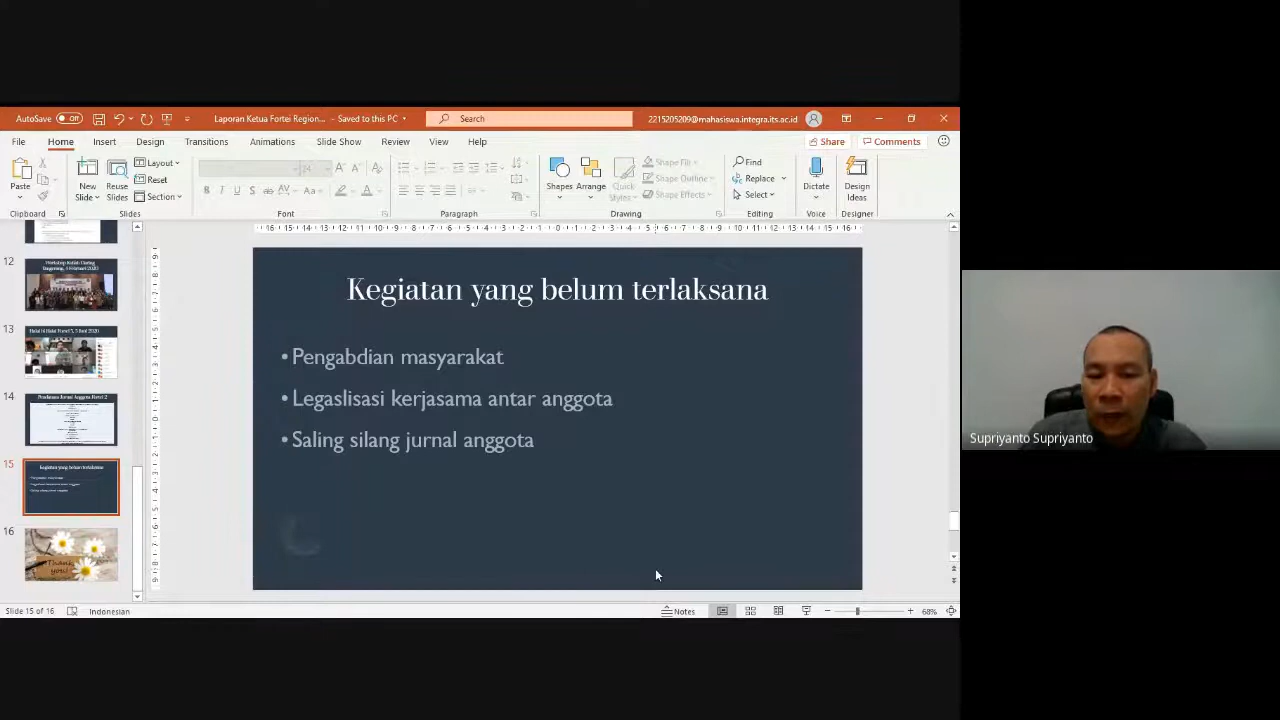 AutoSave Off
Laporan Ketua Fortei Region... – Saved to this PC
Search
2215205209@mahasiswa.integra.its.ac.id
File Home Insert Design Transitions Animations Slide Show Review View Help
Share Comments
Paste
New Slide
Reuse Slides
Layout
Reset
Section
Shapes
Arrange
Quick Styles
Shape Fill
Shape Outline
Shape Effects
Find
Replace
Select
Dictate
Design Ideas
Clipboard Slides Font Paragraph Drawing Editing Voice Designer
12
13
14
15
16
Kegiatan yang belum terlaksana
• Pengabdian masyarakat
• Legaslisasi kerjasama antar anggota
• Saling silang jurnal anggota
Thank you!
Supriyanto Supriyanto
Slide 15 of 16 Indonesian Notes 68%